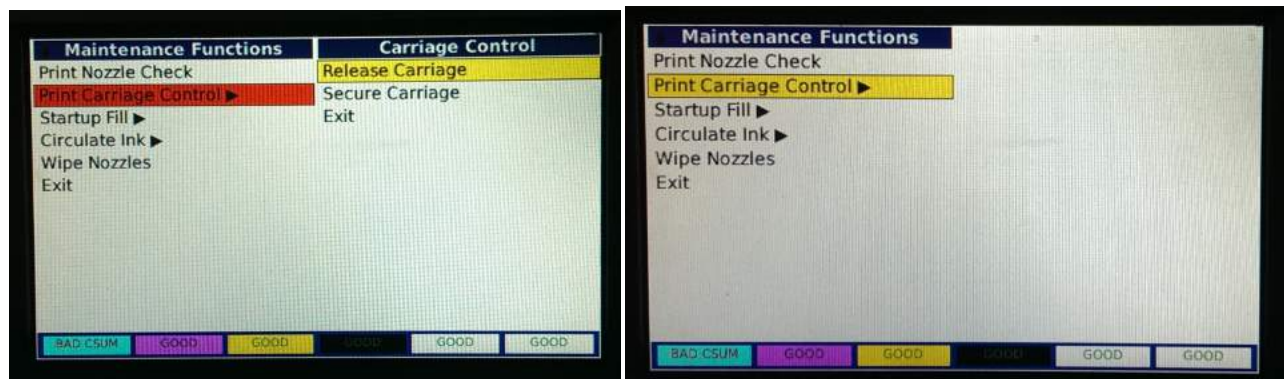 Maintenance Functions
Print Nozzle Check
Print Carriage Control ▶
Startup Fill ▶
Circulate Ink ▶
Wipe Nozzles
Exit
Carriage Control
Release Carriage
Secure Carriage
Exit
BAD CSUM GOOD GOOD GOOD GOOD GOOD
Maintenance Functions
Print Nozzle Check
Print Carriage Control ▶
Startup Fill ▶
Circulate Ink ▶
Wipe Nozzles
Exit
BAD CSUM GOOD GOOD GOOD GOOD GOOD